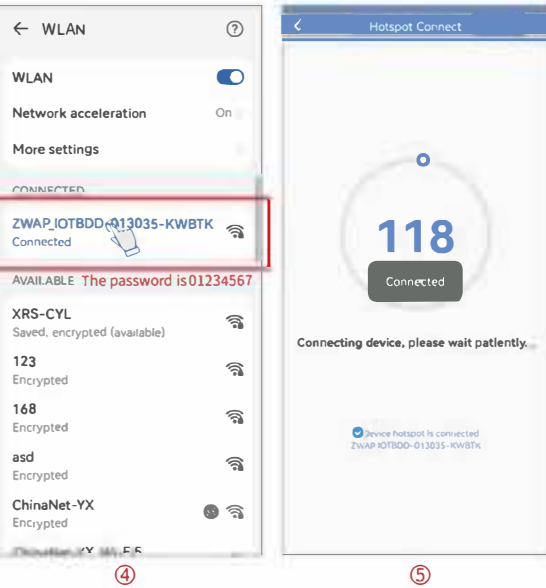 WLAN
WLAN
Network acceleration On
More settings
CONNECTED
ZWAP_IOTBDD-013035-KWBTK
Connected
AVAILABLE The password is 01234567
XRS-CYL
Saved, encrypted (available)
123
Encrypted
168
Encrypted
asd
Encrypted
ChinaNet-YX
Encrypted
④
Hotspot Connect
118
Connected
Connecting device, please wait patlently.
Device hotspot is connected
ZWAP IOTBDD-013035-KWBTK
⑤